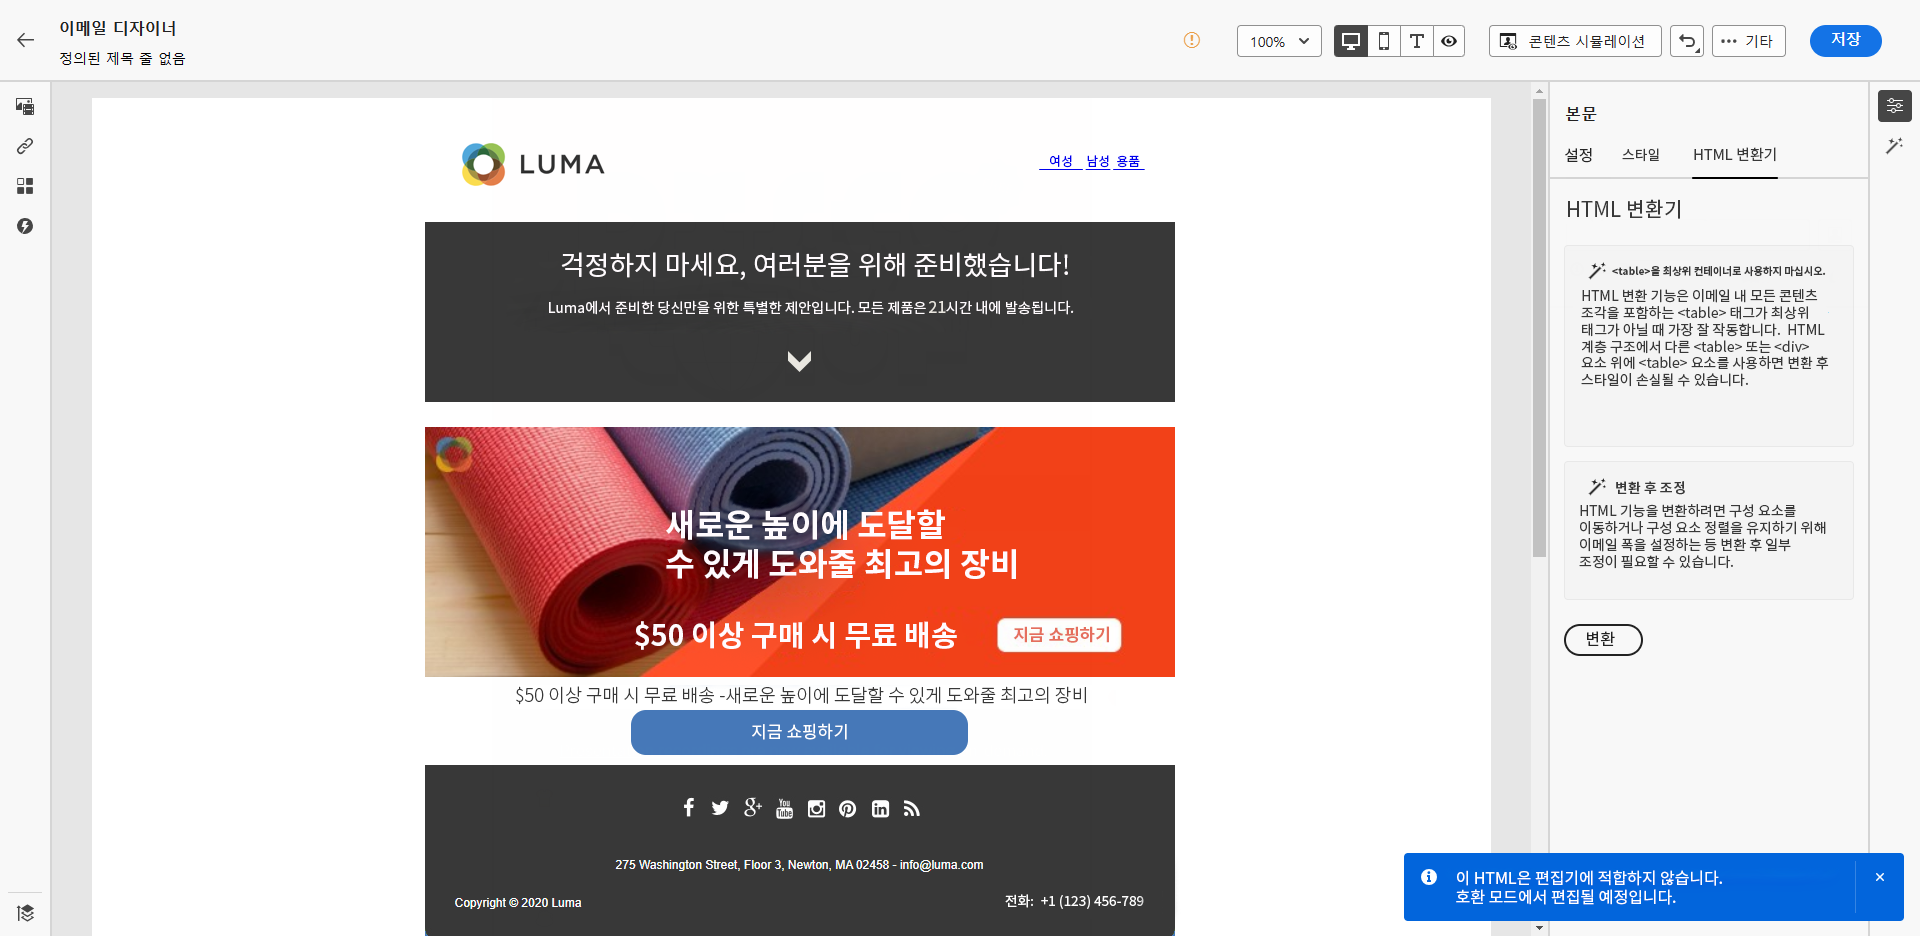 이메일 디자이너
정의된 제목 줄 없음
100%
콘텐츠 시뮬레이션
기타
저장
LUMA
여성 남성 용품
걱정하지 마세요, 여러분을 위해 준비했습니다!
Luma에서 준비한 당신만을 위한 특별한 제안입니다. 모든 제품은 21시간 내에 발송됩니다.
새로운 높이에 도달할
수 있게 도와줄 최고의 장비
$50 이상 구매 시 무료 배송
지금 쇼핑하기
$50 이상 구매 시 무료 배송 -새로운 높이에 도달할 수 있게 도와줄 최고의 장비
지금 쇼핑하기
You
Tube
275 Washington Street, Floor 3, Newton, MA 02458 - info@luma.com
Copyright © 2020 Luma
전화: +1 (123) 456-789
본문
설정 스타일 HTML 변환기
HTML 변환기
<table>을 최상위 컨테이너로 사용하지 마십시오.
HTML 변환 기능은 이메일 내 모든 콘텐츠
조각을 포함하는 <table> 태그가 최상위
태그가 아닐 때 가장 잘 작동합니다. HTML
계층 구조에서 다른 <table> 또는 <div>
요소 위에 <table> 요소를 사용하면 변환 후
스타일이 손실될 수 있습니다.
변환 후 조정
HTML 기능을 변환하려면 구성 요소를
이동하거나 구성 요소 정렬을 유지하기 위해
이메일 폭을 설정하는 등 변환 후 일부
조정이 필요할 수 있습니다.
변환
이 HTML은 편집기에 적합하지 않습니다.
호환 모드에서 편집될 예정입니다.